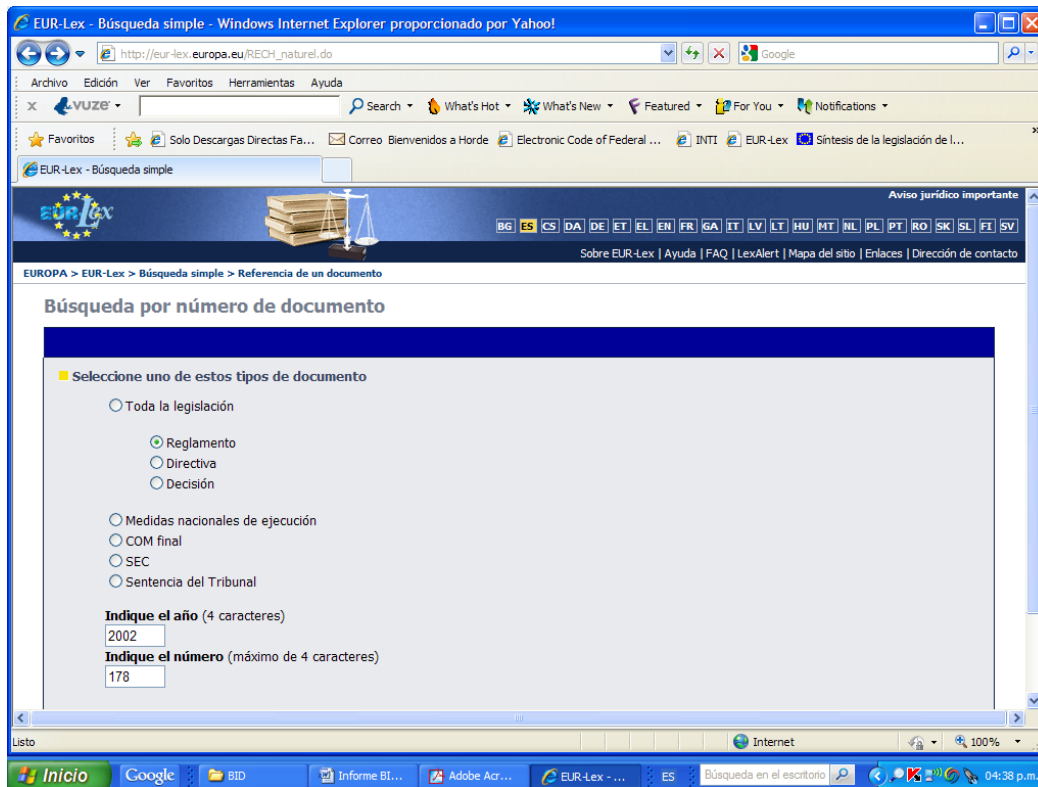 EUR-Lex - Búsqueda simple - Windows Internet Explorer proporcionado por Yahoo!
http://eur-lex.europa.eu/RECH_naturel.do
Google
Archivo Edición Ver Favoritos Herramientas Ayuda
x vuze Search What's Hot What's New Featured For You Notifications
Favoritos Solo Descargas Directas Fa... Correo Bienvenidos a Horde Electronic Code of Federal ... INTI EUR-Lex Síntesis de la legislación de l... »
EUR-Lex - Búsqueda simple
Aviso jurídico importante
EUR Lex
BG ES CS DA DE ET EL EN FR GA IT LV LT HU MT NL PL PT RO SK SL FI SV
Sobre EUR-Lex | Ayuda | FAQ | LexAlert | Mapa del sitio | Enlaces | Dirección de contacto
EUROPA > EUR-Lex > Búsqueda simple > Referencia de un documento
Búsqueda por número de documento
Seleccione uno de estos tipos de documento
Toda la legislación
Reglamento
Directiva
Decisión
Medidas nacionales de ejecución
COM final
SEC
Sentencia del Tribunal
Indique el año (4 caracteres)
2002
Indique el número (máximo de 4 caracteres)
178
Listo Internet 100%
Inicio Google BID Informe BI... Adobe Acr... EUR-Lex - ... ES Búsqueda en el escritorio 04:38 p.m.